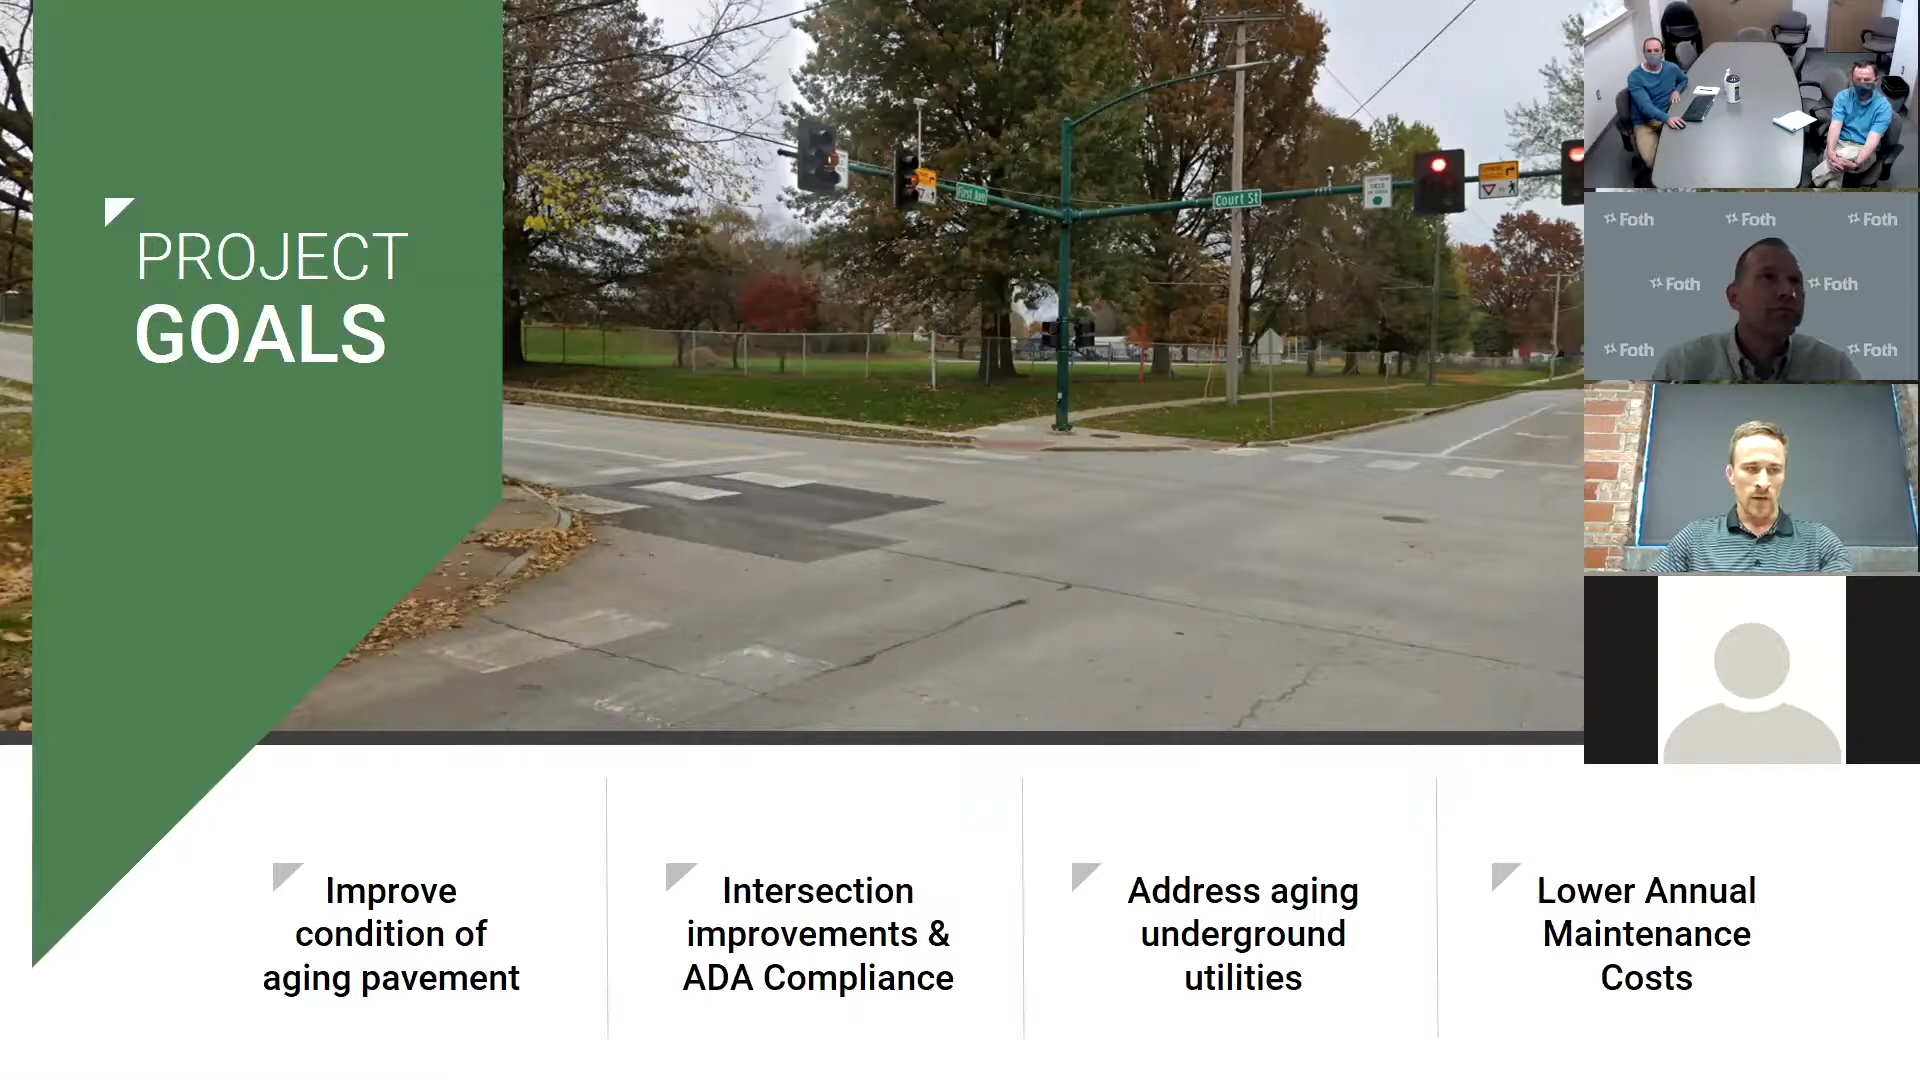 PROJECT
GOALS
First Ave
Court St
Foth Foth Foth
Foth Foth
Foth Foth
Improve
condition of
aging pavement
Intersection
improvements &
ADA Compliance
Address aging
underground
utilities
Lower Annual
Maintenance
Costs